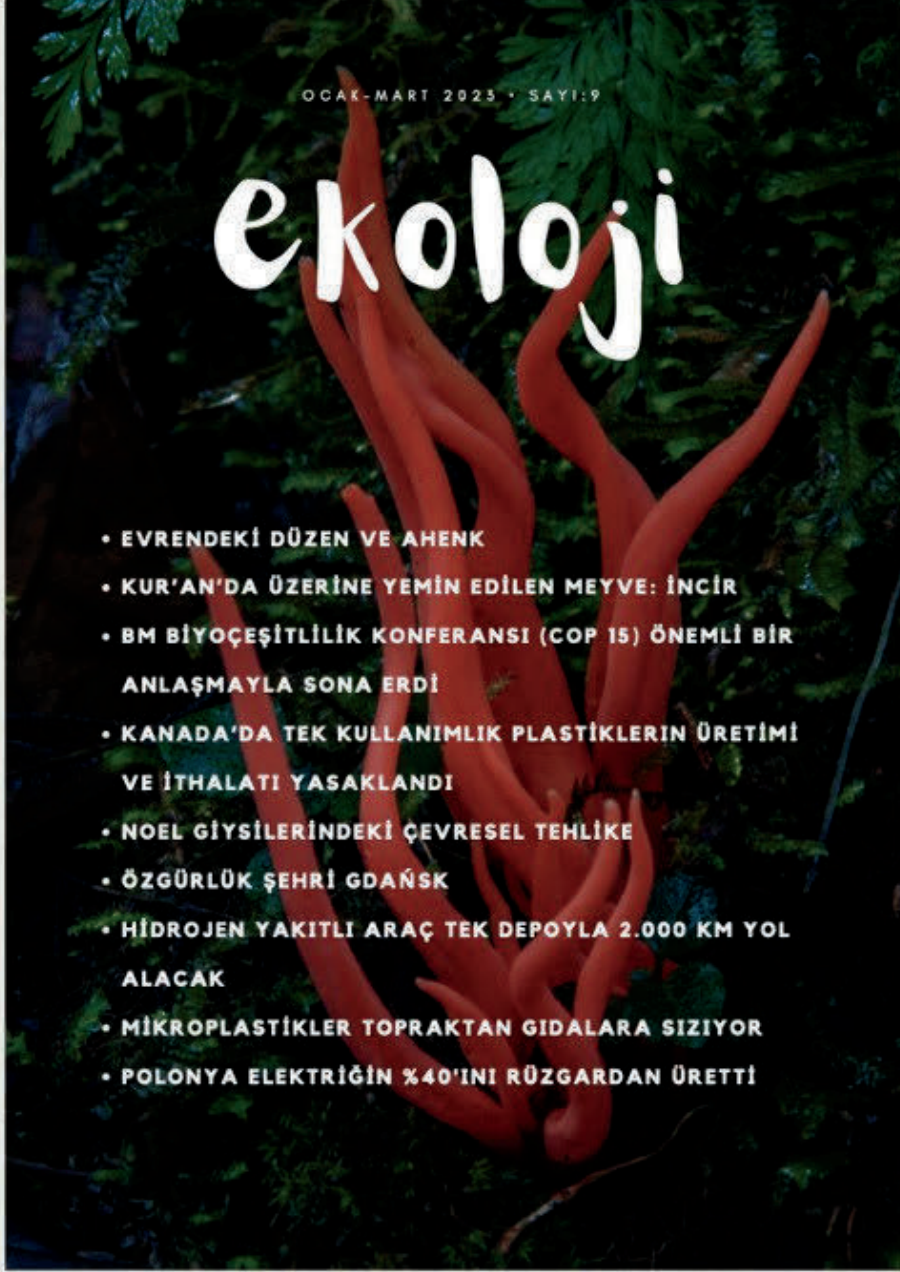 OCAK-MART 2023 • SAYI:9
ekoloji
• EVRENDEKİ DÜZEN VE AHENK
• KUR'AN'DA ÜZERİNE YEMİN EDİLEN MEYVE: İNCİR
• BM BİYOÇEŞİTLİLİK KONFERANSI (COP 15) ÖNEMLİ BİR
ANLAŞMAYLA SONA ERDİ
• KANADA'DA TEK KULLANIMLIK PLASTİKLERIN ÜRETİMİ
VE İTHALATI YASAKLANDI
• NOEL GİYSİLERİNDEKİ ÇEVRESEL TEHLİKE
• ÖZGÜRLÜK ŞEHRİ GDAŃSK
• HİDROJEN YAKITLI ARAÇ TEK DEPOYLA 2.000 KM YOL
ALACAK
• MİKROPLASTİKLER TOPRAKTAN GIDALARA SIZIYOR
• POLONYA ELEKTRİĞİN %40'INI RÜZGARDAN ÜRETTİ